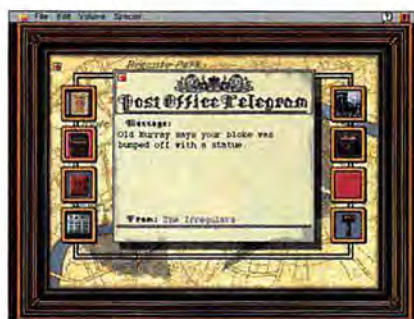 File Edit Volume Special
Regents Park
Post Office Telegram
Message:
Old Murray says your bloke was
bumped off with a statue.
From: The Irregulars